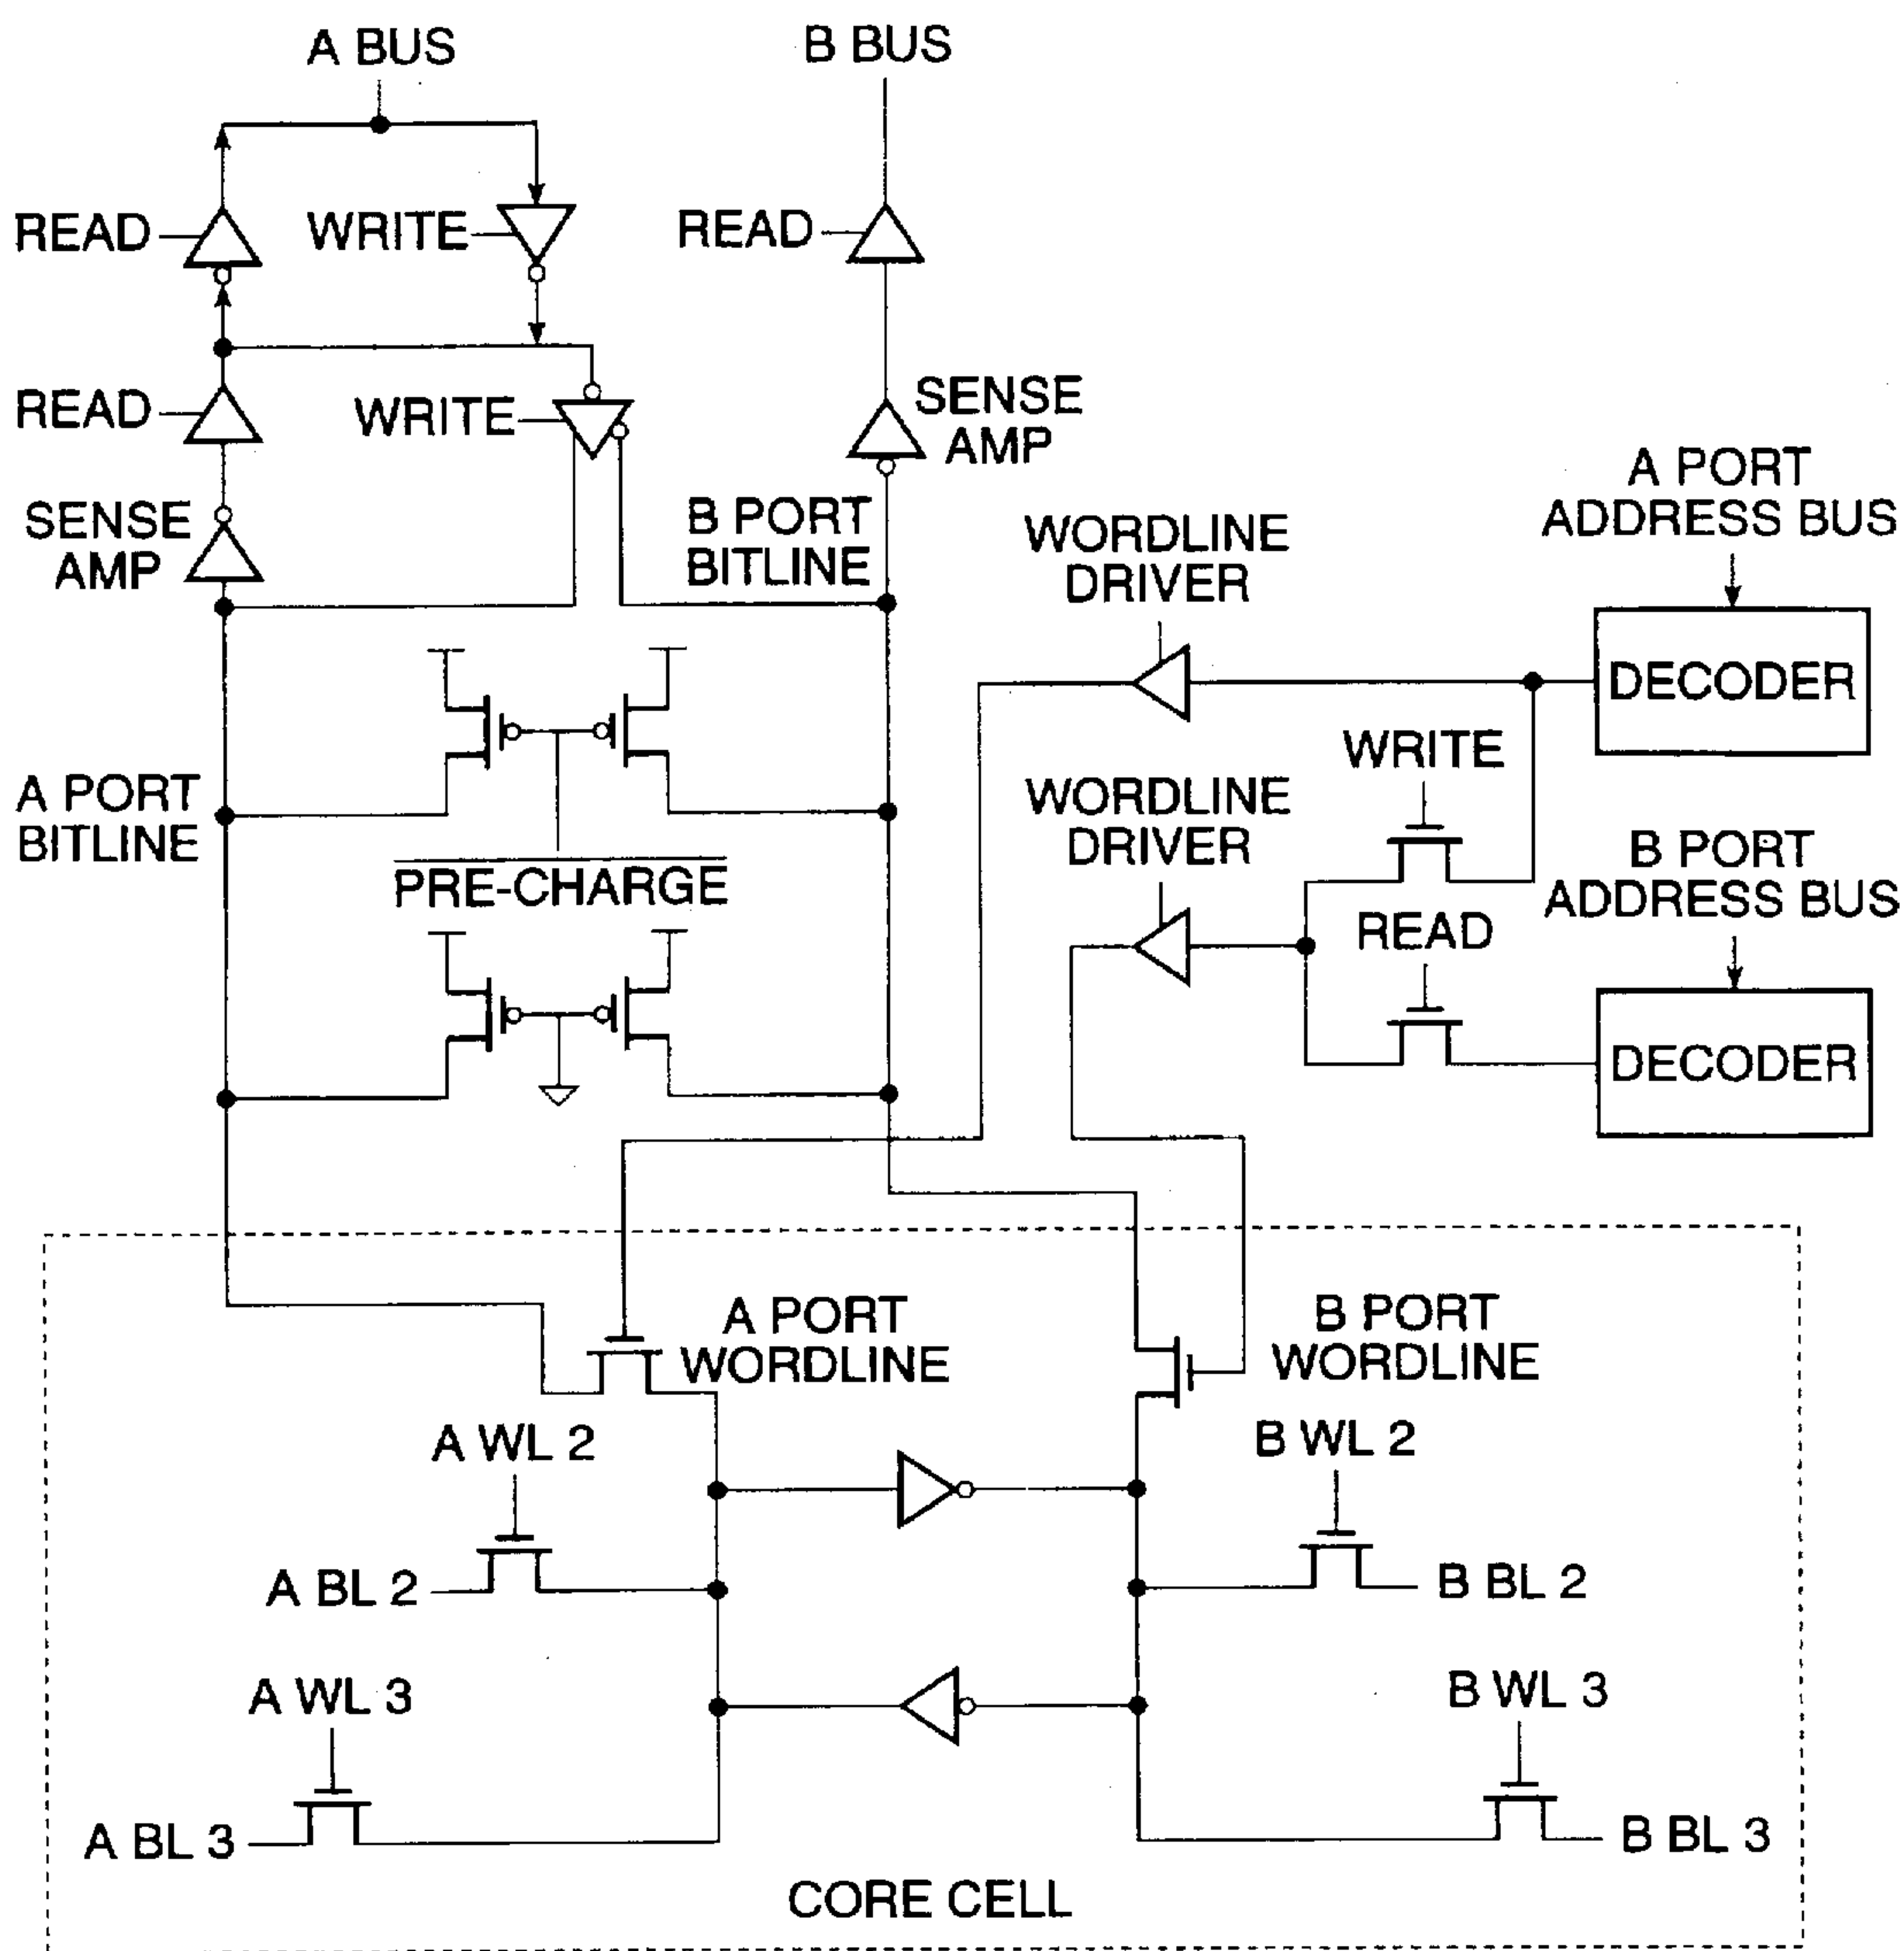 A BUS
B BUS
READ
WRITE
READ
READ
WRITE
SENSE
AMP
SENSE
AMP
B PORT
BITLINE
WORDLINE
DRIVER
A PORT
ADDRESS BUS
DECODER
WRITE
A PORT
BITLINE
WORDLINE
DRIVER
PRE-CHARGE
B PORT
ADDRESS BUS
READ
DECODER
A PORT
WORDLINE
B PORT
WORDLINE
A WL 2
B WL 2
A BL 2
B BL 2
A WL 3
B WL 3
A BL 3
B BL 3
CORE CELL